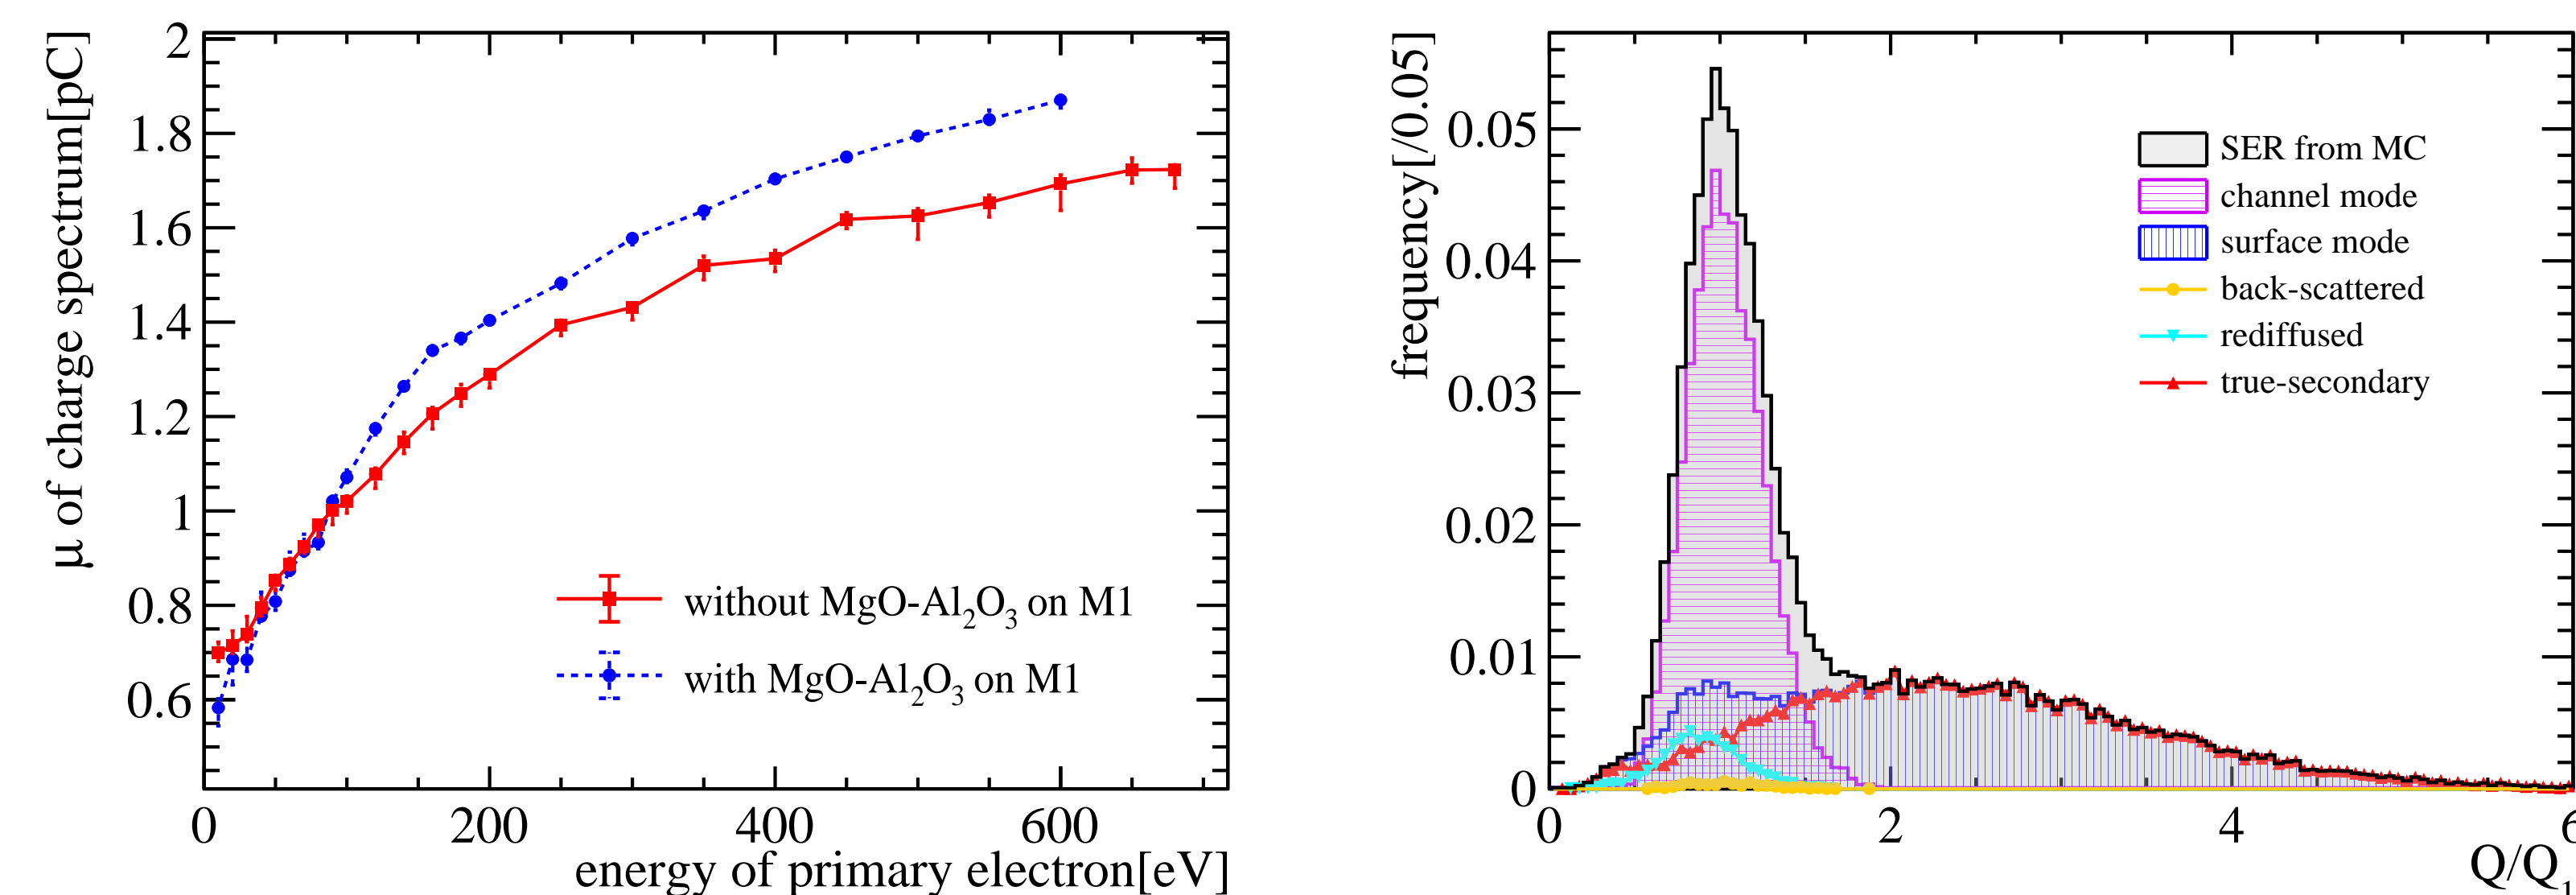 μ of charge spectrum[pC]
2
1.8
1.6
1.4
1.2
1
0.8
0.6
without MgO-Al₂O₃ on M1
with MgO-Al₂O₃ on M1
0 200 400 600
energy of primary electron[eV]
frequency[/0.05]
0.05
0.04
0.03
0.02
0.01
0
SER from MC
channel mode
surface mode
back-scattered
rediffused
true-secondary
0 2 4 6
Q/Q₁